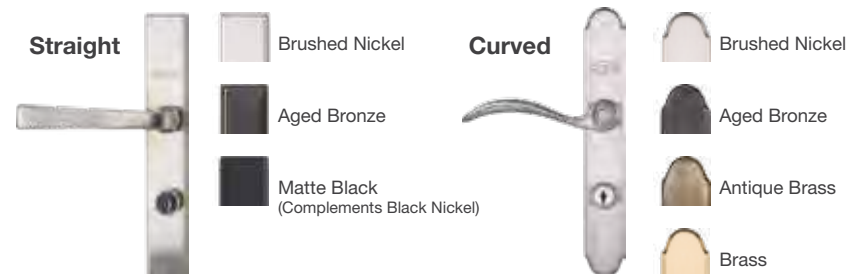 Straight
Brushed Nickel
Aged Bronze
Matte Black
(Complements Black Nickel)
Curved
Brushed Nickel
Aged Bronze
Antique Brass
Brass